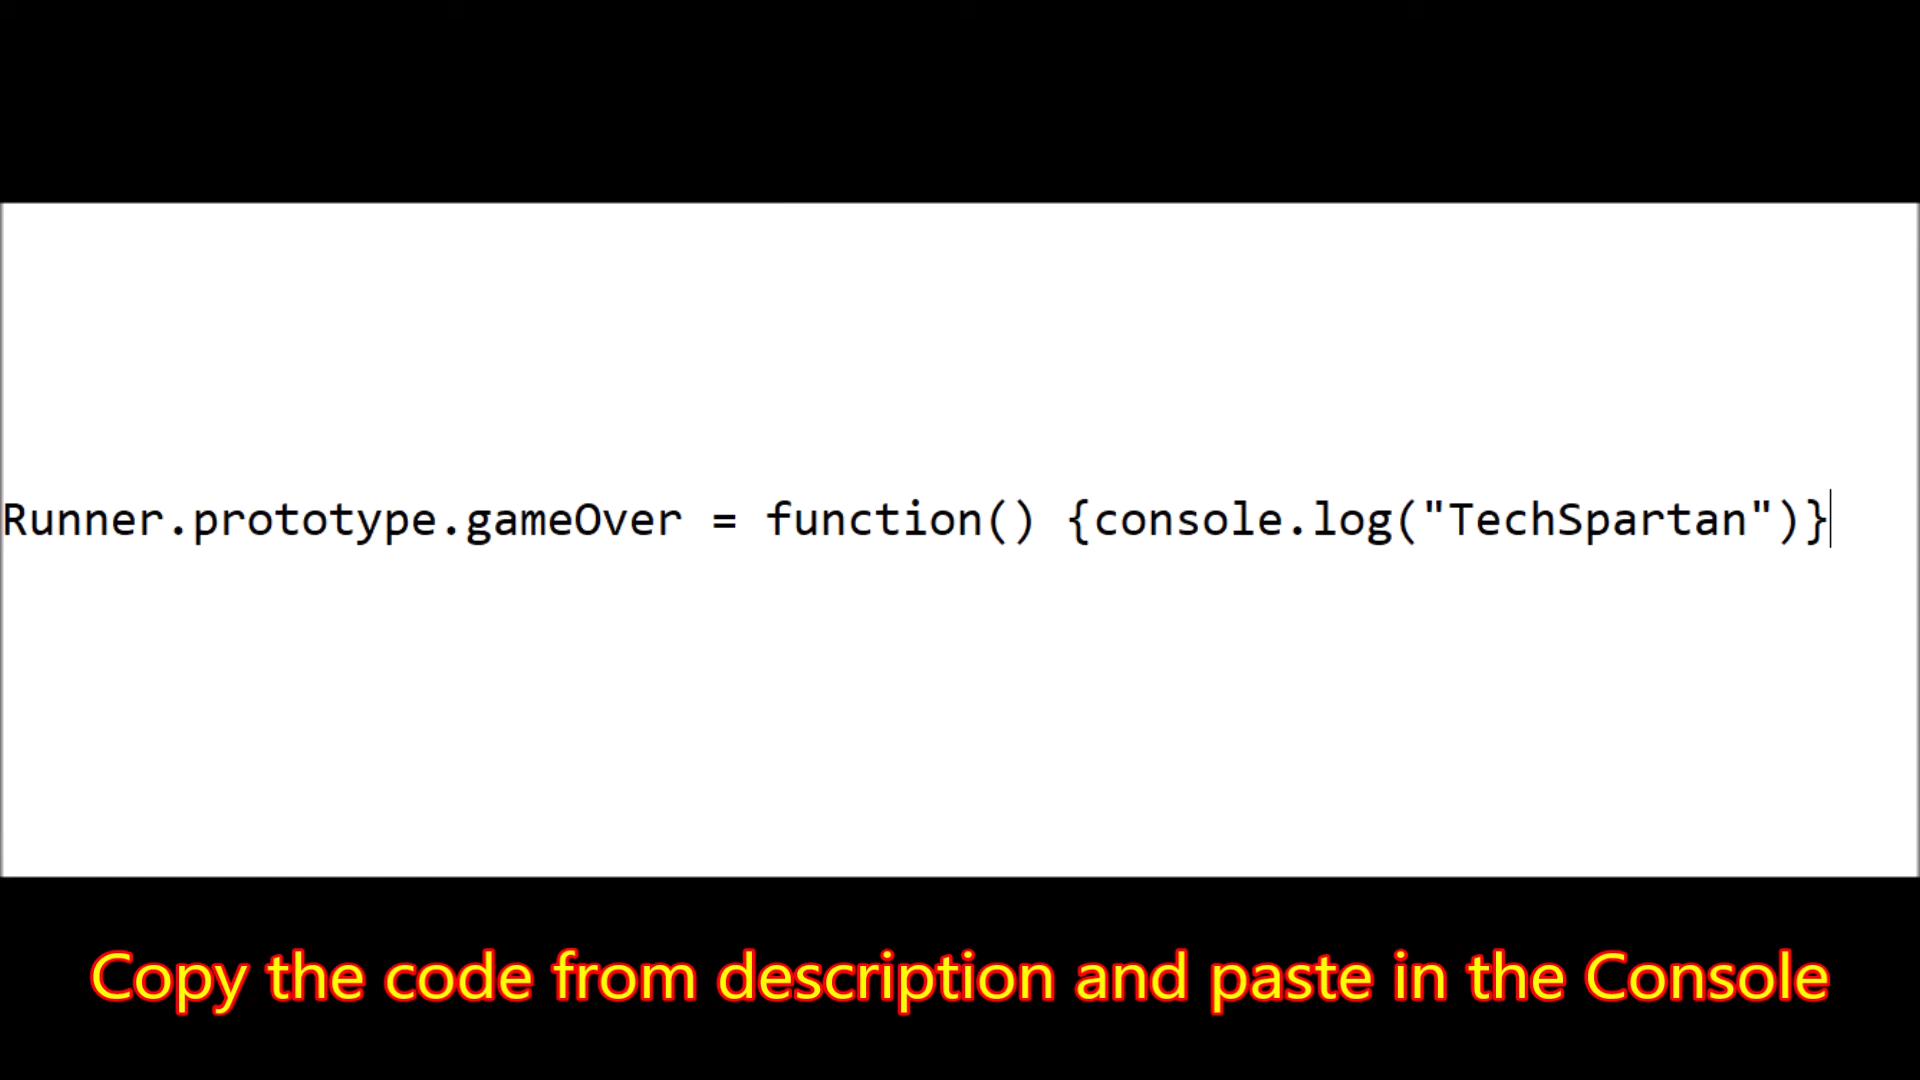 Runner.prototype.gameOver = function() {console.log("TechSpartan")}
Copy the code from description and paste in the Console